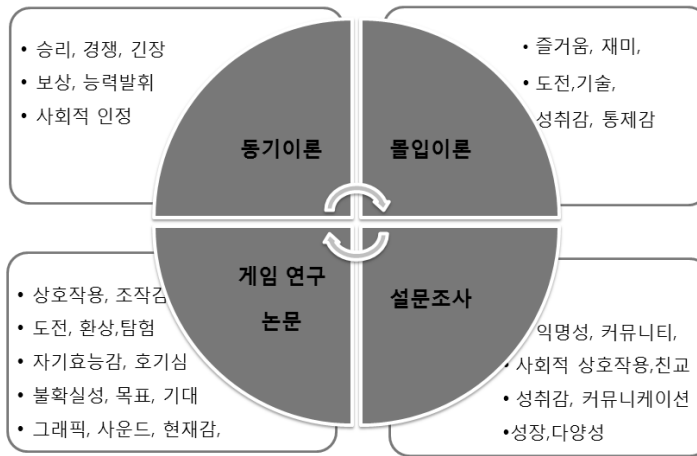 • 승리, 경쟁, 긴장
• 보상, 능력발휘
• 사회적 인정
• 즐거움, 재미,
• 도전,기술,
성취감, 통제감
동기이론
몰입이론
게임 연구
논문
설문조사
• 상호작용, 조작감
• 도전, 환상,탐험
• 자기효능감, 호기심
• 불확실성, 목표, 기대
• 그래픽, 사운드, 현재감,
익명성, 커뮤니티,
• 사회적 상호작용,친교
• 성취감, 커뮤니케이션
•성장,다양성